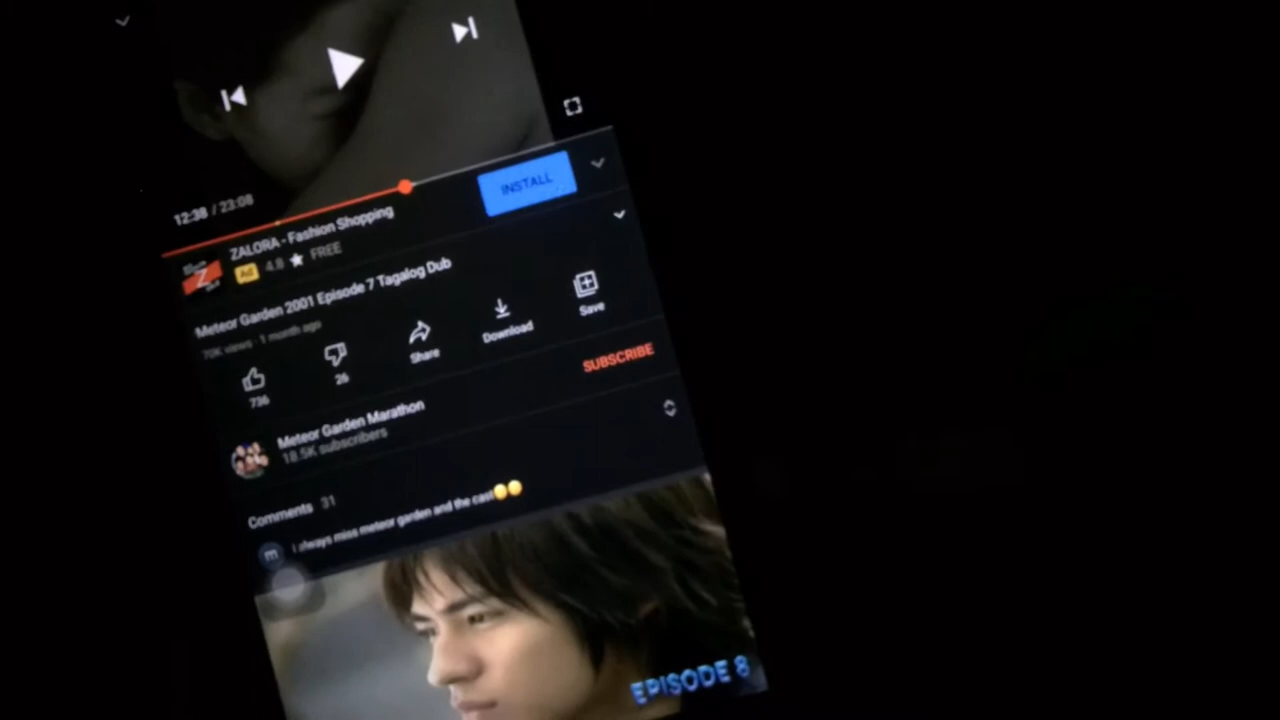 12:38 / 23:08
INSTALL
ZALORA - Fashion Shopping
Ad 4.8 ★ FREE
Meteor Garden 2001 Episode 7 Tagalog Dub
70K views · 1 month ago
736
26
Share
Download
Save
Meteor Garden Marathon
18.5K subscribers
SUBSCRIBE
Comments 31
m I always miss meteor garden and the cast
EPISODE 8